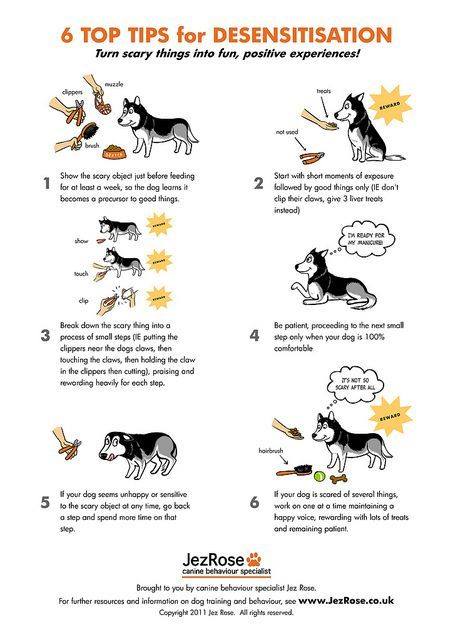 6 TOP TIPS for DESENSITISATION
Turn scary things into fun, positive experiences!
clippers
muzzle
brush
BETTER
1
Show the scary object just before feeding
for at least a week, so the dog learns it
becomes a precursor to good things.
treats
REWARD
not used
2
Start with short moments of exposure
followed by good things only (IE don't
clip their claws, give 3 liver treats
instead)
show
REWARD
touch
REWARD
clip
REWARD
3
Break down the scary thing into a
process of small steps (IE putting the
clippers near the dogs claws, then
touching the claws, then holding the claw
in the clippers then cutting), praising and
rewarding heavily for each step.
I'M READY FOR
MY MANICURE!
4
Be patient, proceeding to the next small
step only when your dog is 100%
comfortable
5
If your dog seems unhappy or sensitive
to the scary object at any time, go back
a step and spend more time on that
step.
IT'S NOT SO
SCARY AFTER ALL
REWARD
hairbrush
6
If your dog is scared of several things,
work on one at a time maintaining a
happy voice, rewarding with lots of treats
and remaining patient.
JezRose
canine behaviour specialist
Brought to you by canine behaviour specialist Jez Rose.
For further resources and information on dog training and behaviour, see www.JezRose.co.uk
Copyright 2011 Jez Rose. All rights reserved.